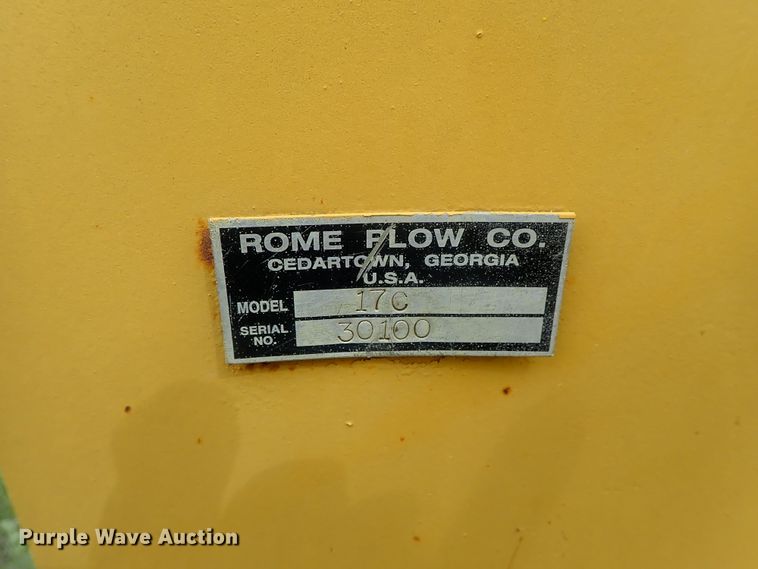 ROME PLOW CO.
CEDARTOWN, GEORGIA
U.S.A.
MODEL 17C
SERIAL NO. 30100
Purple Wave Auction